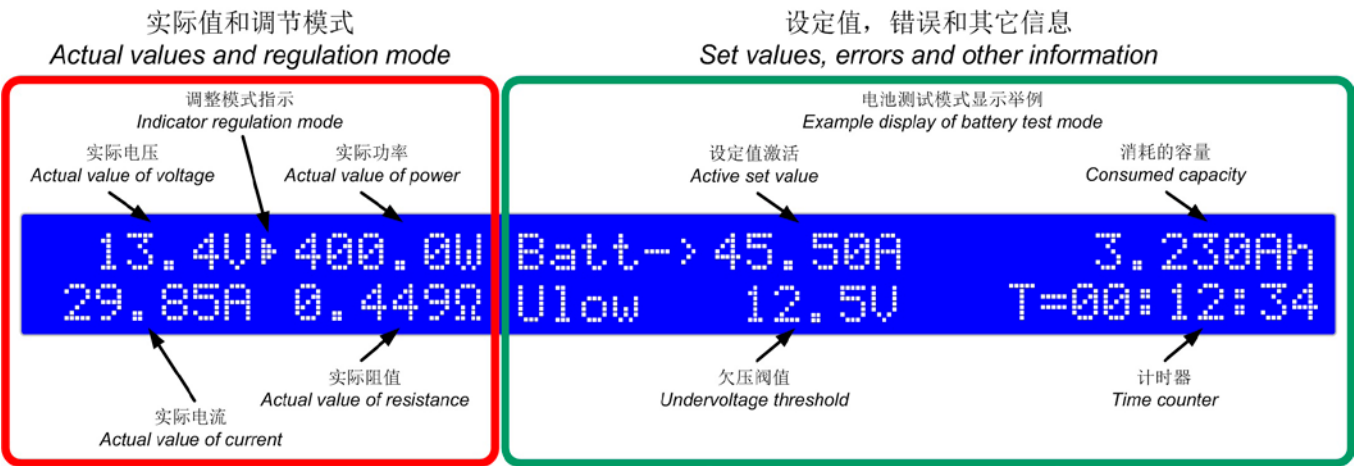 实际值和调节模式
Actual values and regulation mode
设定值，错误和其它信息
Set values, errors and other information
调整模式指示
Indicator regulation mode
实际电压
Actual value of voltage
实际功率
Actual value of power
电池测试模式显示举例
Example display of battery test mode
设定值激活
Active set value
消耗的容量
Consumed capacity
13.4V▶400.0W Batt->45.50A 3.230Ah
29.85A 0.449Ω Ulow 12.5V T=00:12:34
实际电流
Actual value of current
实际阻值
Actual value of resistance
欠压阀值
Undervoltage threshold
计时器
Time counter